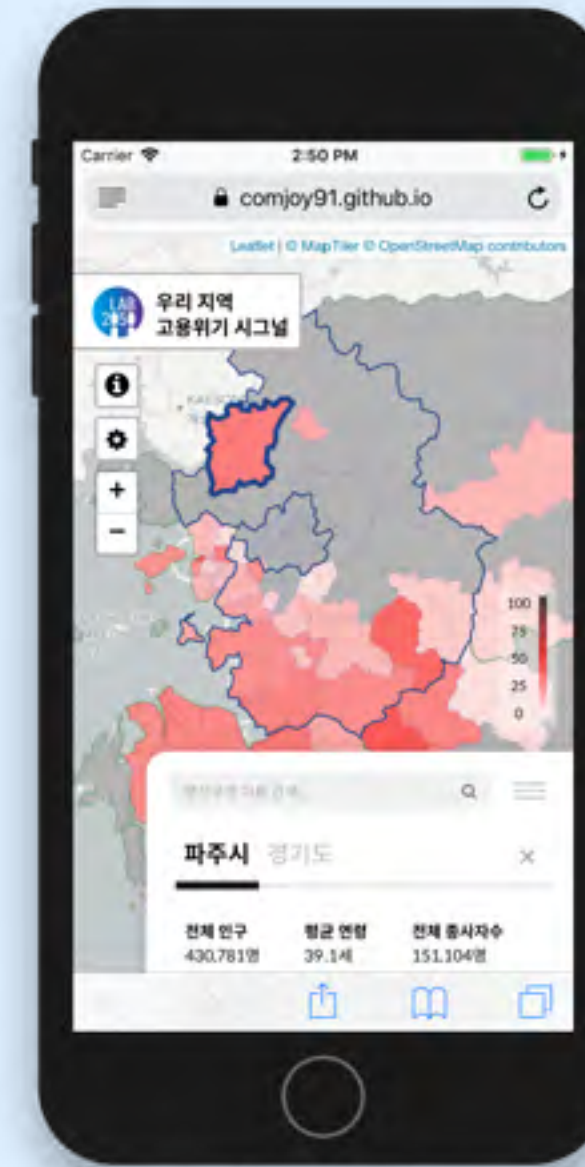 Carrier
2:50 PM
comjoy91.github.io
Leaflet | © MapTiler © OpenStreetMap contributors
LAB
2050
우리 지역
고용위기 시그널
+
−
100
75
50
25
0
파주시 경기도
×
전체 인구 평균 연령 전체 종사자수
430,781명 39.1세 151,104명